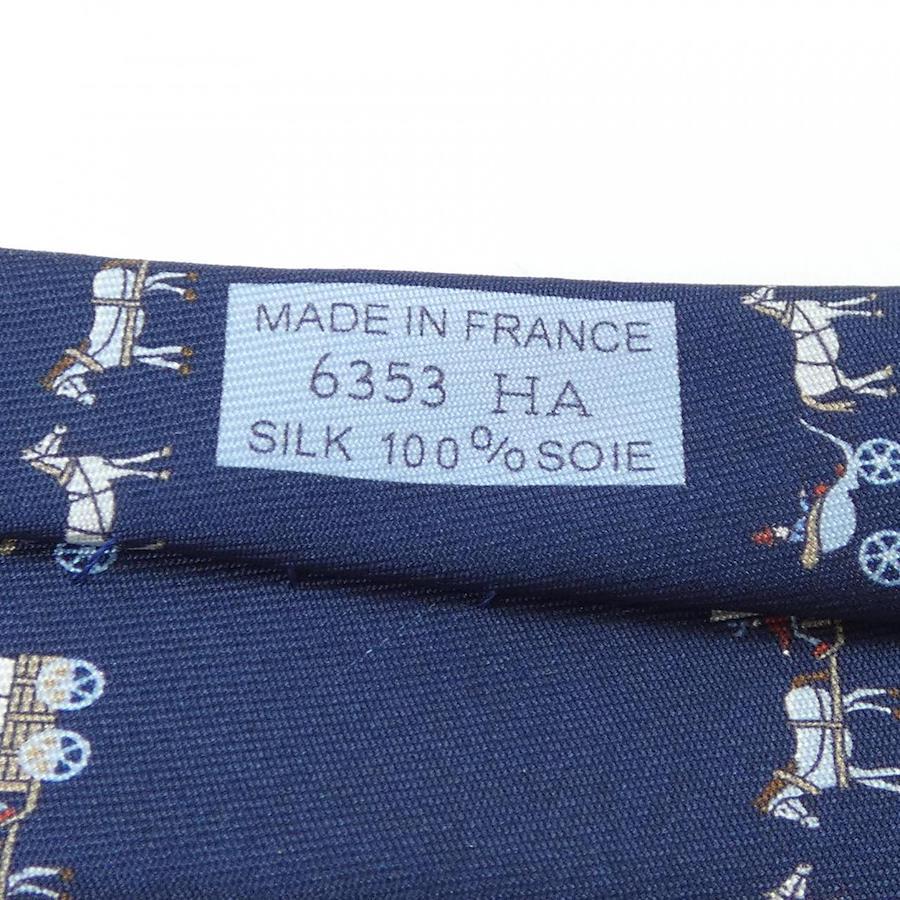 MADE IN FRANCE
6353 HA
SILK 100% SOIE